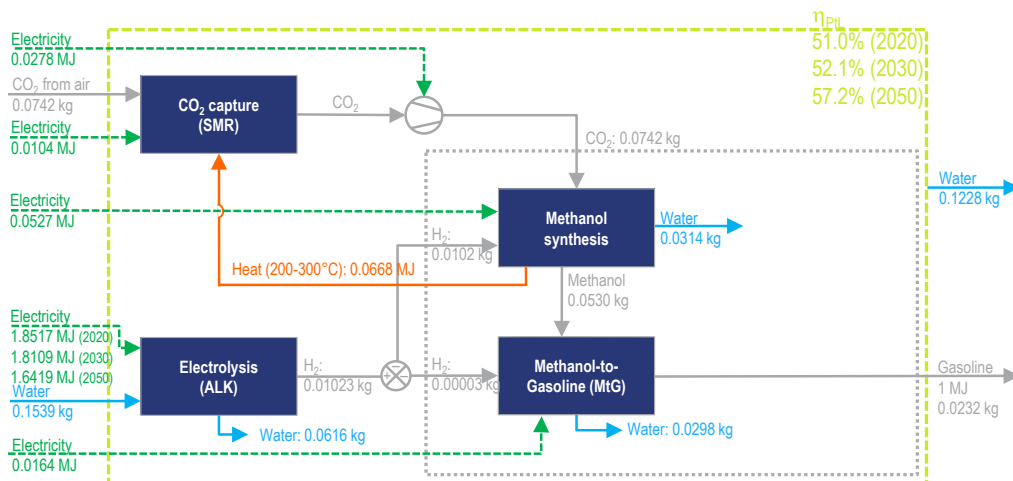 η_PtL
51.0% (2020)
52.1% (2030)
57.2% (2050)
Electricity
0.0278 MJ
CO₂ from air
0.0742 kg
Electricity
0.0104 MJ
CO₂ capture
(SMR)
CO₂
CO₂: 0.0742 kg
Electricity
0.0527 MJ
Methanol
synthesis
Water
0.0314 kg
Water
0.1228 kg
H₂:
0.0102 kg
Heat (200-300°C): 0.0668 MJ
Methanol
0.0530 kg
Electricity
1.8517 MJ (2020)
1.8109 MJ (2030)
1.6419 MJ (2050)
Water
0.1539 kg
Electrolysis
(ALK)
H₂:
0.01023 kg
+
−
H₂:
0.00003 kg
Methanol-to-
Gasoline (MtG)
Gasoline
1 MJ
0.0232 kg
Water: 0.0616 kg
Water: 0.0298 kg
Electricity
0.0164 MJ